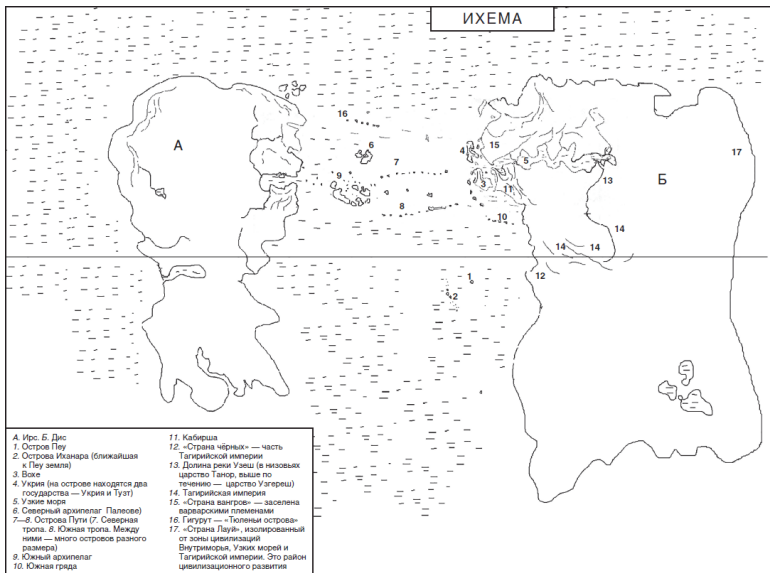 ИХЕМА
16
А
6
4
15
7
5
17
9
3
11
13
Б
8
10
14
14
14
12
1
2
А. Ирс. Б. Дис
1. Остров Пеу
2. Острова Иханара (ближайшая
к Пеу земля)
3. Вохе
4. Укрия (на острове находятся два
государства — Укрия и Тузт)
5. Узкие моря
6. Северный архипелаг Палеове)
7—8. Острова Пути (7. Северная
тропа. 8. Южная тропа. Между
ними — много островов разного
размера)
9. Южный архипелаг
10. Южная гряда
11. Кабирша
12. «Страна чёрных» — часть
Тагирийской империи
13. Долина реки Узеш (в низовьях
царство Танор, выше по
течению — царство Узгереш)
14. Тагирийская империя
15. «Страна вангров» — заселена
варварскими племенами
16. Гигурут — «Тюленьи острова»
17. «Страна Лауй», изолированный
от зоны цивилизаций
Внутриморья, Узких морей и
Тагирийской империи. Это район
цивилизационного развития